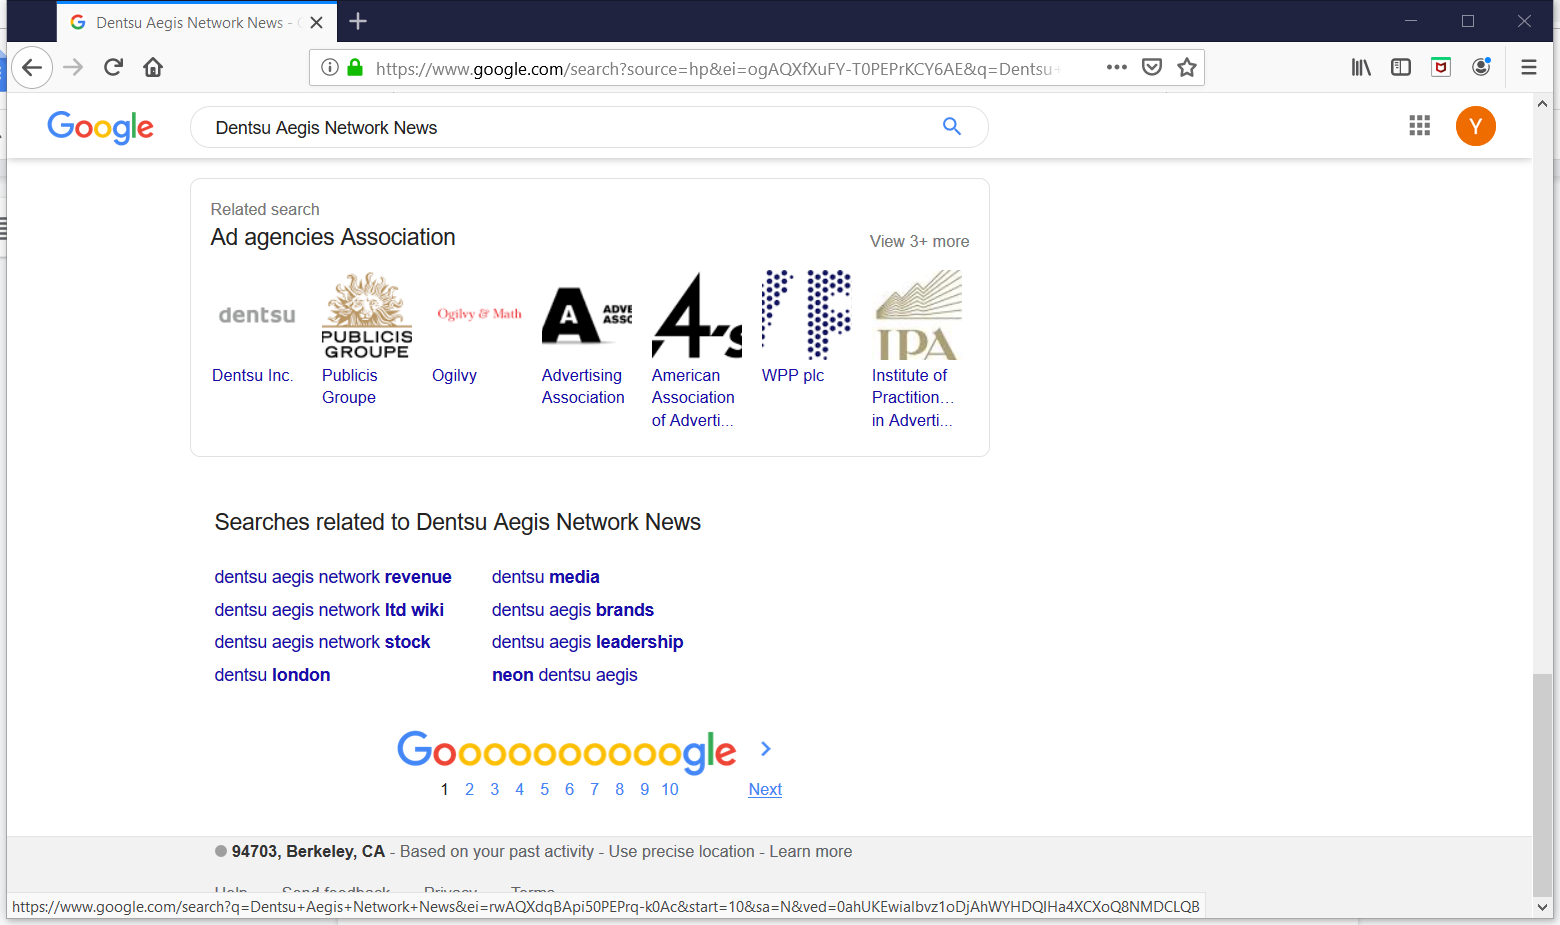 Dentsu Aegis Network News -
https://www.google.com/search?source=hp&ei=ogAQXfXuFY-T0PEPrKCY6AE&q=Dentsu+
Google
Dentsu Aegis Network News
Y
Related search
Ad agencies Association
View 3+ more
dentsu
PUBLICIS
GROUPE
Ogilvy & Math
A ADVE
ASSO
4's
IPA
Dentsu Inc.
Publicis
Groupe
Ogilvy
Advertising
Association
American
Association
of Adverti...
WPP plc
Institute of
Practition...
in Adverti...
Searches related to Dentsu Aegis Network News
dentsu aegis network revenue
dentsu media
dentsu aegis network ltd wiki
dentsu aegis brands
dentsu aegis network stock
dentsu aegis leadership
dentsu london
neon dentsu aegis
Goooooooooogle >
1 2 3 4 5 6 7 8 9 10 Next
94703, Berkeley, CA - Based on your past activity - Use precise location - Learn more
Help Send feedback Privacy Terms
https://www.google.com/search?q=Dentsu+Aegis+Network+News&ei=rwAQXdqBApi50PEPrq-k0Ac&start=10&sa=N&ved=0ahUKEwialbvz1oDjAhWYHDQIHa4XCXoQ8NMDCLQB